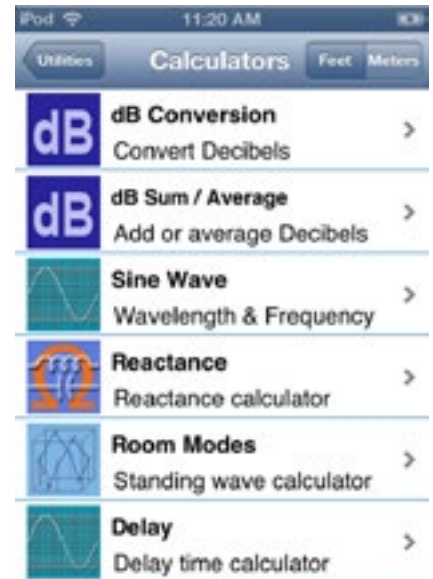 iPod 11:20 AM
Utilities Calculators Feet Meters
dB dB Conversion
Convert Decibels
dB dB Sum / Average
Add or average Decibels
Sine Wave
Wavelength & Frequency
Reactance
Reactance calculator
Room Modes
Standing wave calculator
Delay
Delay time calculator